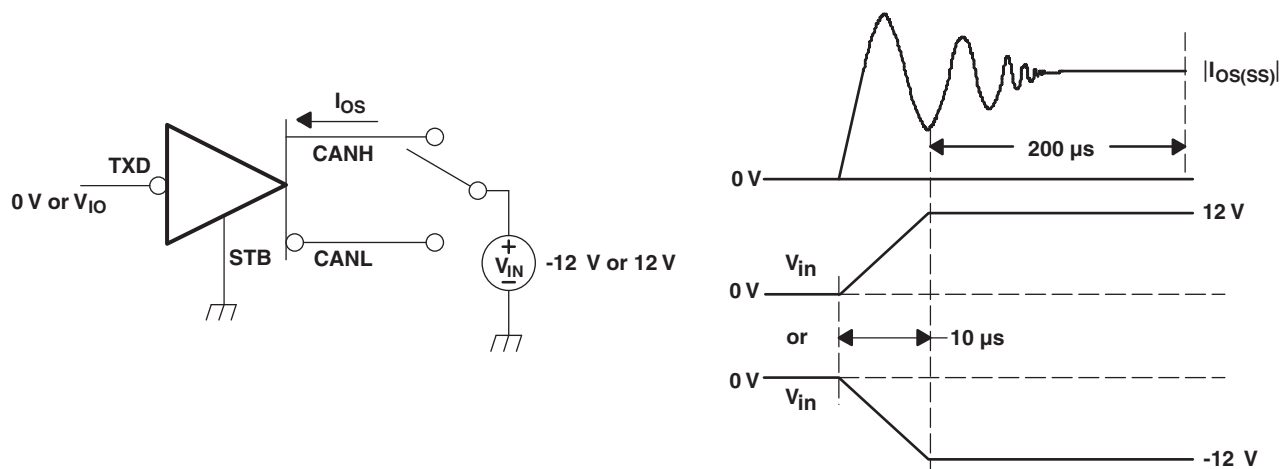 I_OS
CANH
TXD
0 V or V_IO
STB
CANL
+
V_IN
–
-12 V or 12 V
|I_OS(SS)|
200 µs
0 V
12 V
V_in
0 V
or
10 µs
0 V
V_in
-12 V